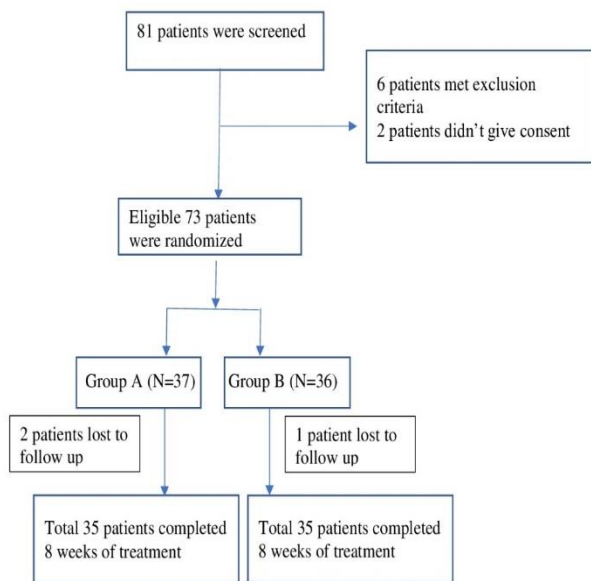 81 patients were screened
6 patients met exclusion
criteria
2 patients didn't give consent
Eligible 73 patients
were randomized
Group A (N=37)
Group B (N=36)
2 patients lost to
follow up
1 patient lost to
follow up
Total 35 patients completed
8 weeks of treatment
Total 35 patients completed
8 weeks of treatment